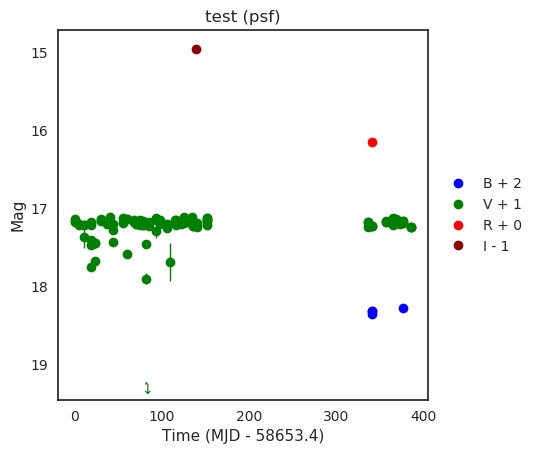 test (psf)
Mag
15
16
17
18
19
0 100 200 300 400
Time (MJD - 58653.4)
B + 2
V + 1
R + 0
I - 1